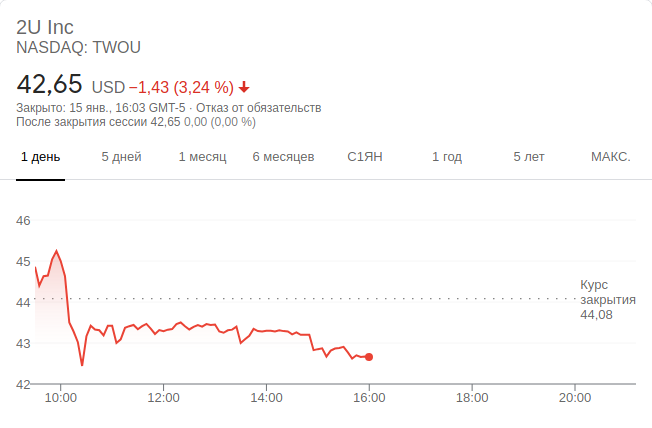 2U Inc
NASDAQ: TWOU
42,65 USD −1,43 (3,24 %)
Закрыто: 15 янв., 16:03 GMT-5 · Отказ от обязательств
После закрытия сессии 42,65 0,00 (0,00 %)
1 день 5 дней 1 месяц 6 месяцев С1ЯН 1 год 5 лет МАКС.
46
45
Курс
закрытия
44,08
44
43
42
10:00 12:00 14:00 16:00 18:00 20:00